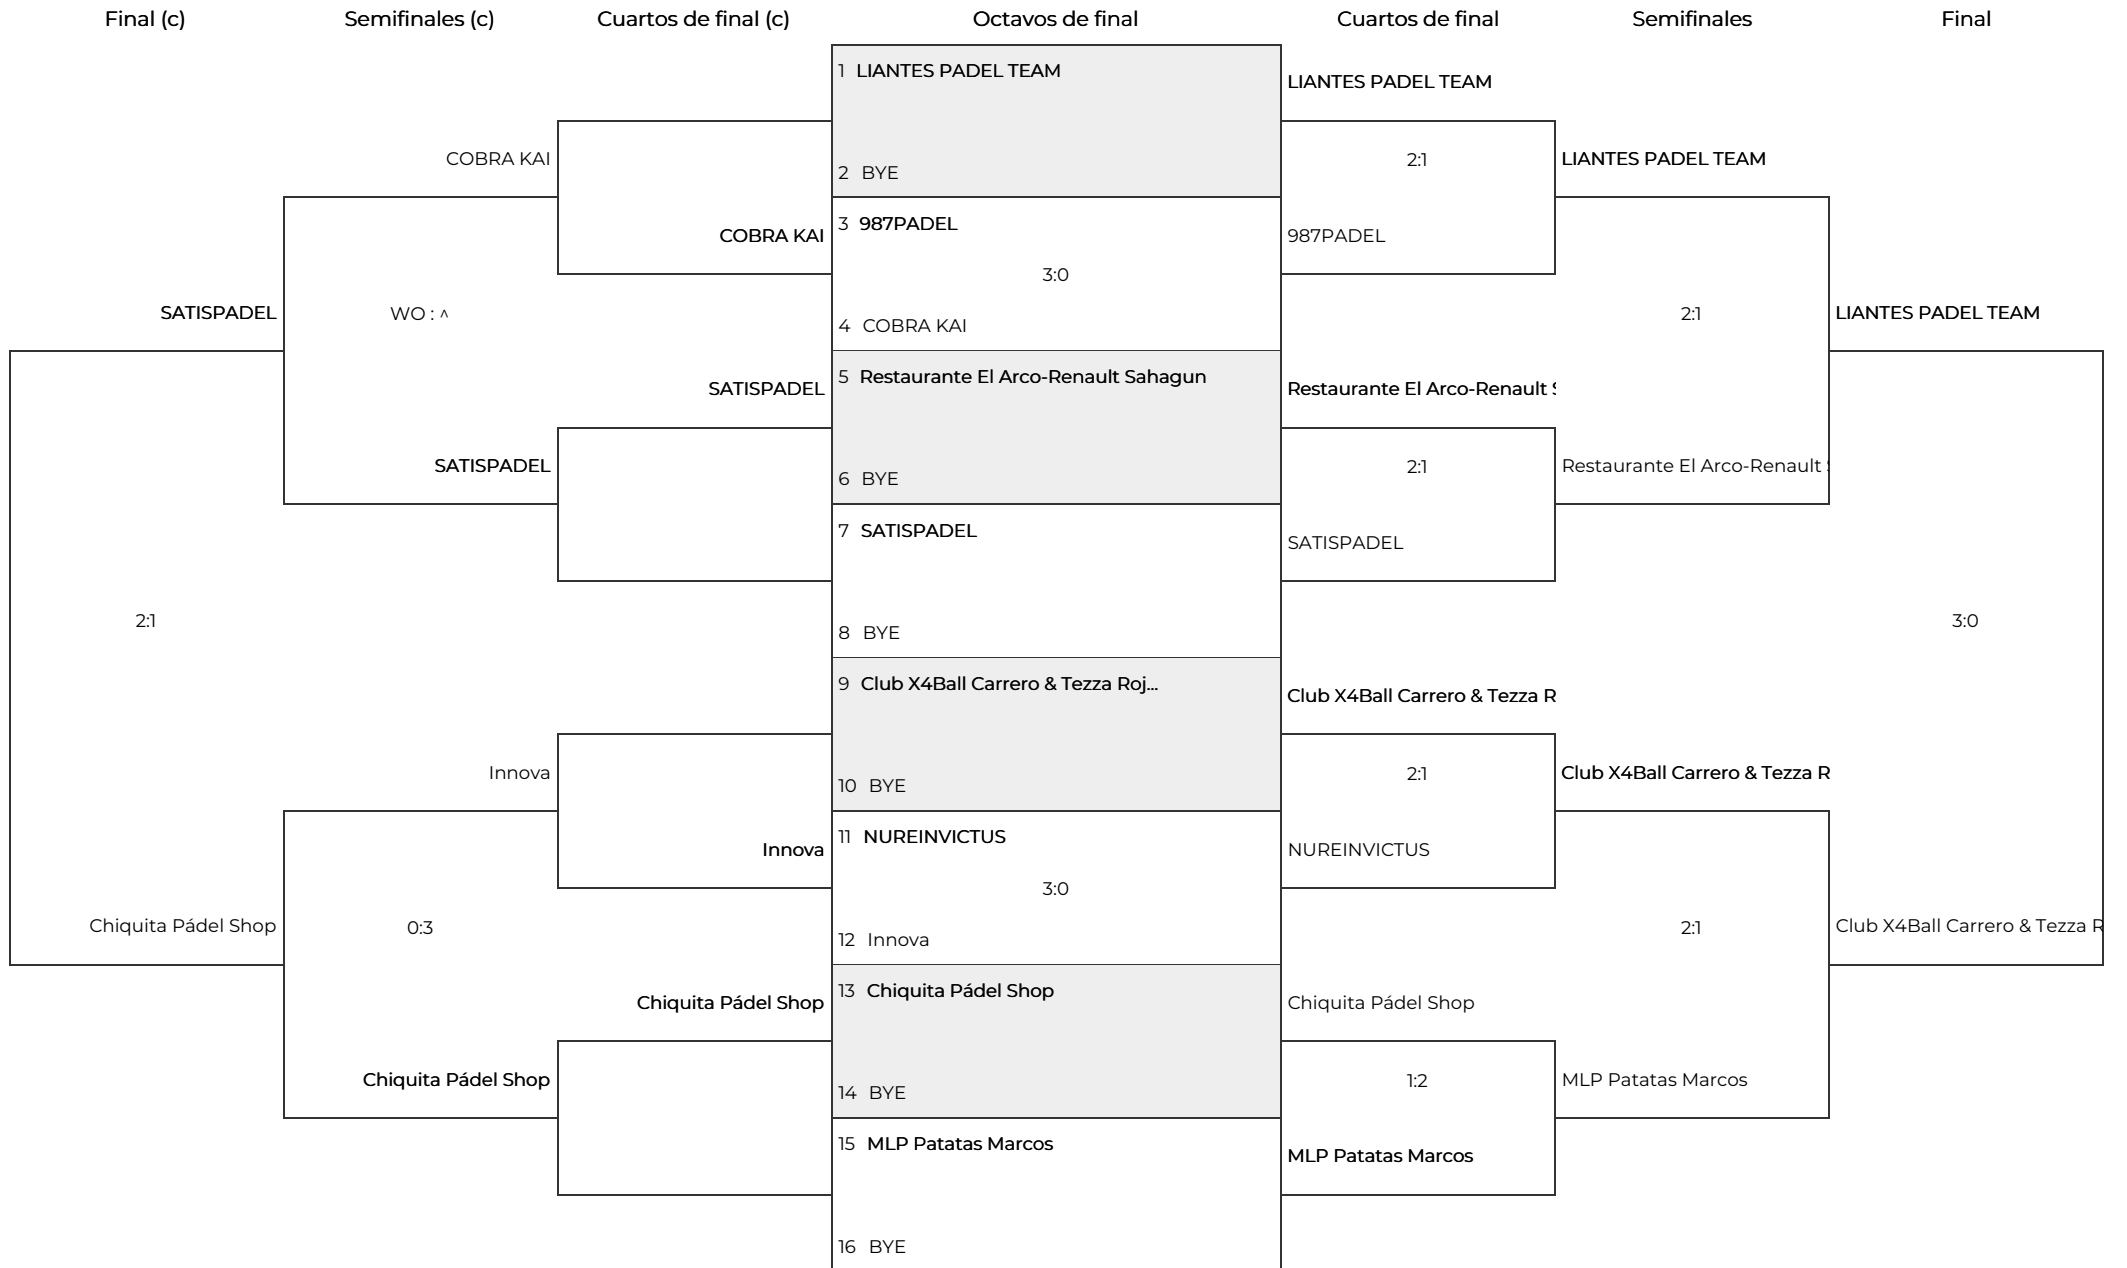 Final (c)
Semifinales (c)
Cuartos de final (c)
Octavos de final
Cuartos de final
Semifinales
Final
1 LIANTES PADEL TEAM
LIANTES PADEL TEAM
COBRA KAI
2:1
LIANTES PADEL TEAM
2 BYE
COBRA KAI
3 987PADEL
987PADEL
3:0
SATISPADEL
WO : ^
4 COBRA KAI
2:1
LIANTES PADEL TEAM
SATISPADEL
5 Restaurante El Arco-Renault Sahagun
Restaurante El Arco-Renault S
SATISPADEL
6 BYE
2:1
Restaurante El Arco-Renault S
7 SATISPADEL
SATISPADEL
2:1
8 BYE
3:0
9 Club X4Ball Carrero & Tezza Roj...
Club X4Ball Carrero & Tezza R
Innova
10 BYE
2:1
Club X4Ball Carrero & Tezza R
Innova
11 NUREINVICTUS
NUREINVICTUS
3:0
Chiquita Pádel Shop
0:3
12 Innova
2:1
Club X4Ball Carrero & Tezza R
Chiquita Pádel Shop
13 Chiquita Pádel Shop
Chiquita Pádel Shop
Chiquita Pádel Shop
14 BYE
1:2
MLP Patatas Marcos
15 MLP Patatas Marcos
MLP Patatas Marcos
16 BYE